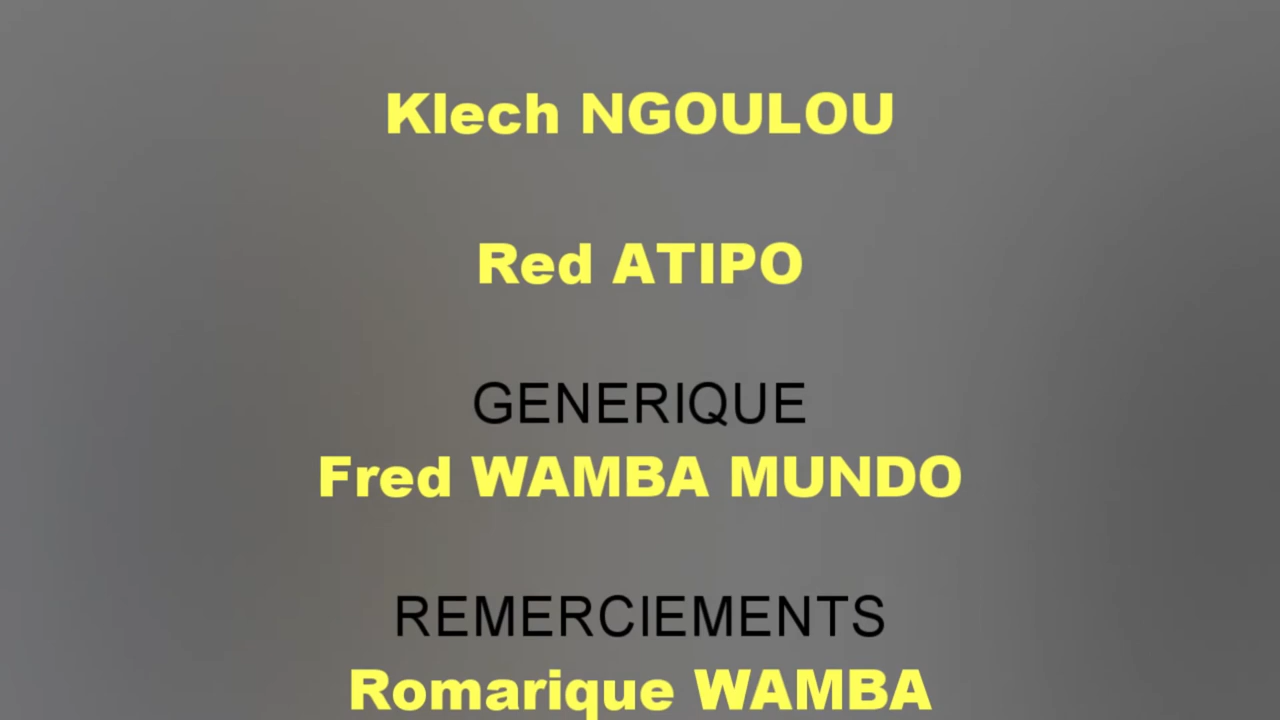 Klech NGOULOU
Red ATIPO
GENERIQUE
Fred WAMBA MUNDO
REMERCIEMENTS
Romarique WAMBA